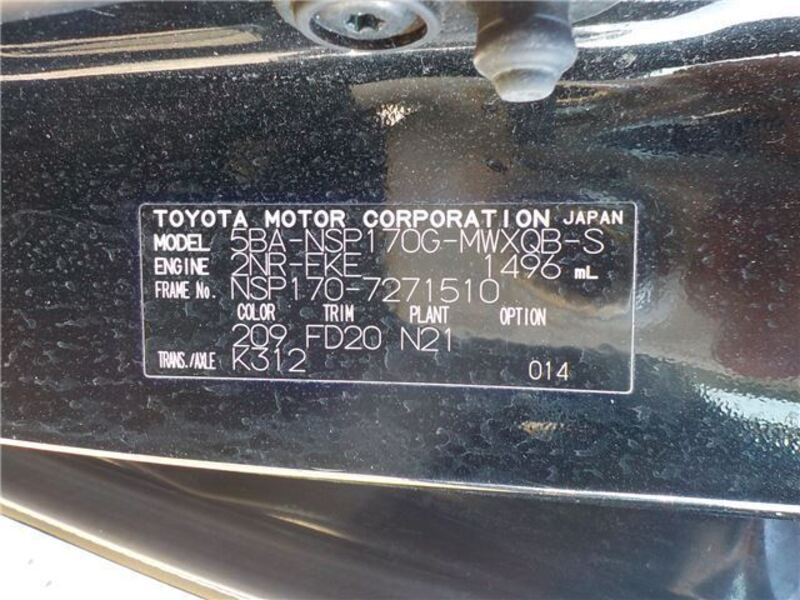 TOYOTA MOTOR CORPORATION JAPAN
MODEL 5BA-NSP170G-MWXQB-S
ENGINE 2NR-FKE 1496 mL
FRAME No. NSP170-7271510
COLOR TRIM PLANT OPTION
209 FD20 N21
TRANS./AXLE K312 014